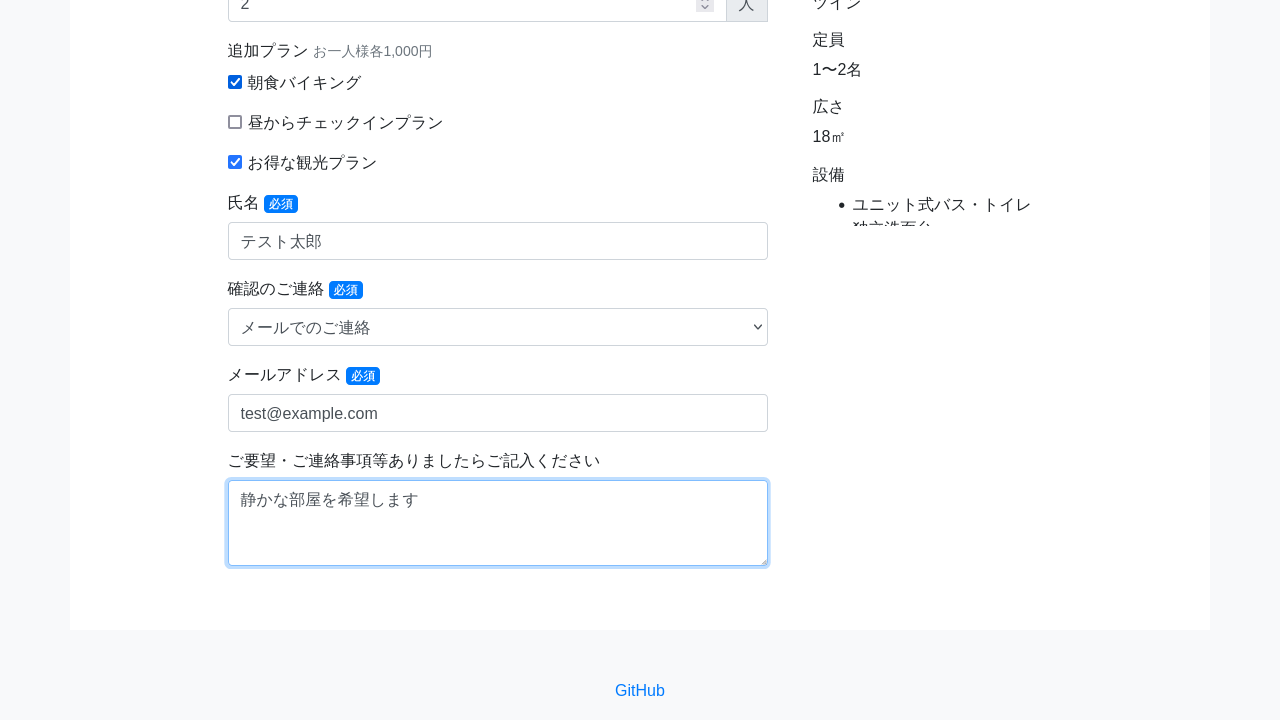 2
人
ツイン
追加プラン お一人様各1,000円
定員
1〜2名
朝食バイキング
広さ
昼からチェックインプラン
18㎡
お得な観光プラン
設備
氏名 必須
ユニット式バス・トイレ
独立洗面台
テスト太郎
確認のご連絡 必須
メールでのご連絡
メールアドレス 必須
test@example.com
ご要望・ご連絡事項等ありましたらご記入ください
静かな部屋を希望します
GitHub